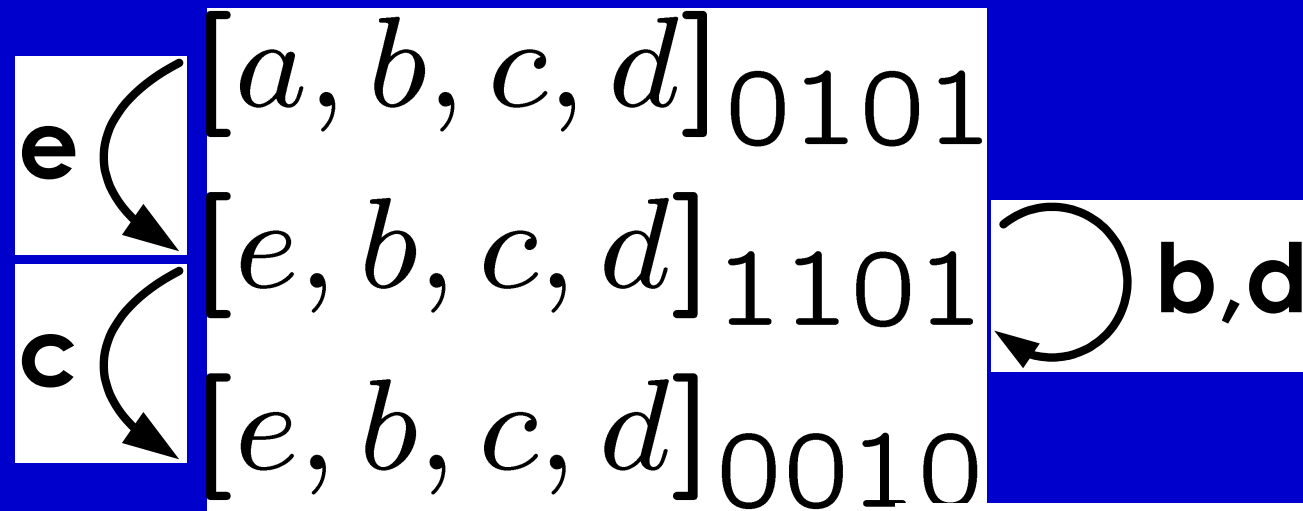 [a, b, c, d]0101
e
[e, b, c, d]1101
b,d
c
[e, b, c, d]0010